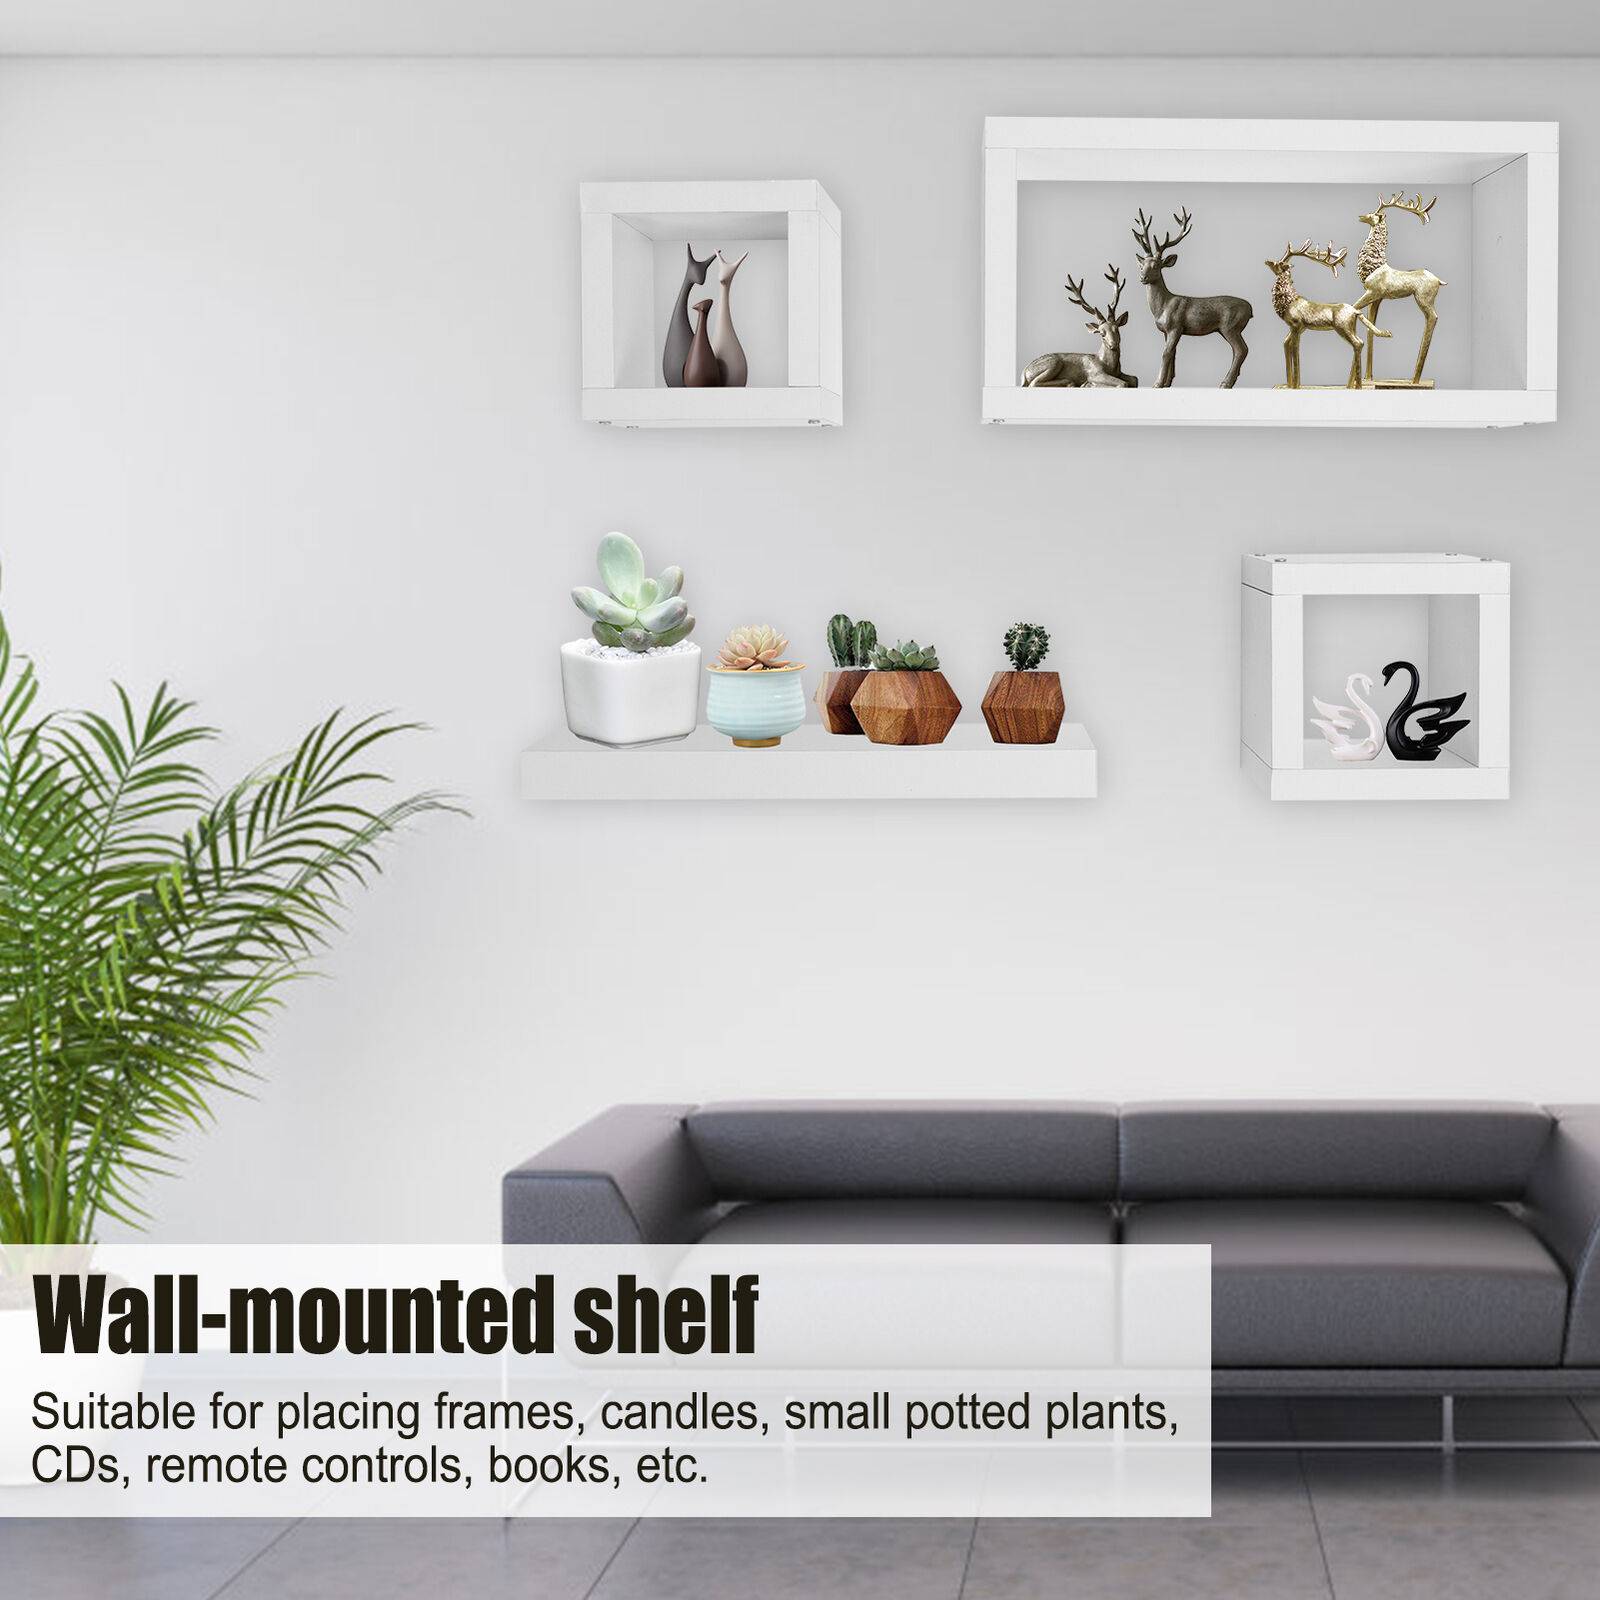 Wall-mounted shelf
Suitable for placing frames, candles, small potted plants,
CDs, remote controls, books, etc.